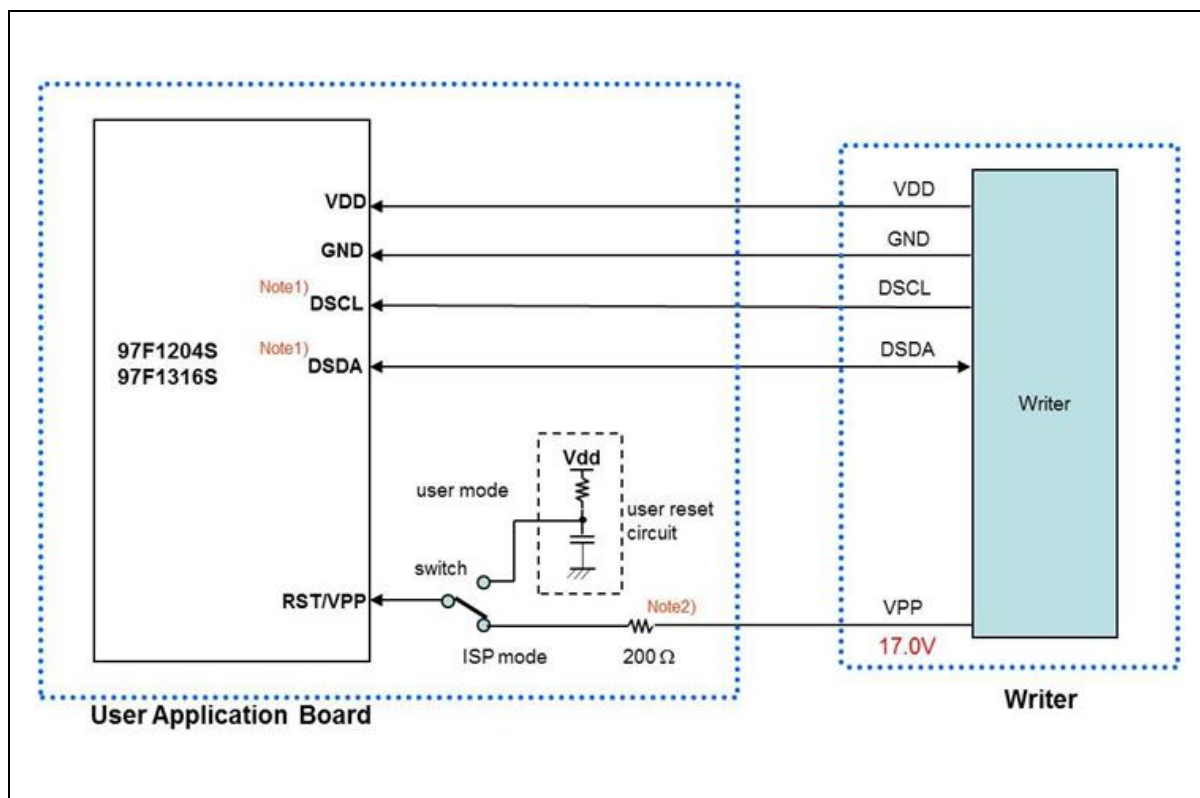 VDD
VDD
GND
GND
Note1)
DSCL
DSCL
97F1204S
97F1316S
Note1)
DSDA
DSDA
Writer
Vdd
user mode
user reset
circuit
switch
RST/VPP
Note2)
VPP
ISP mode
200 Ω
17.0V
User Application Board
Writer